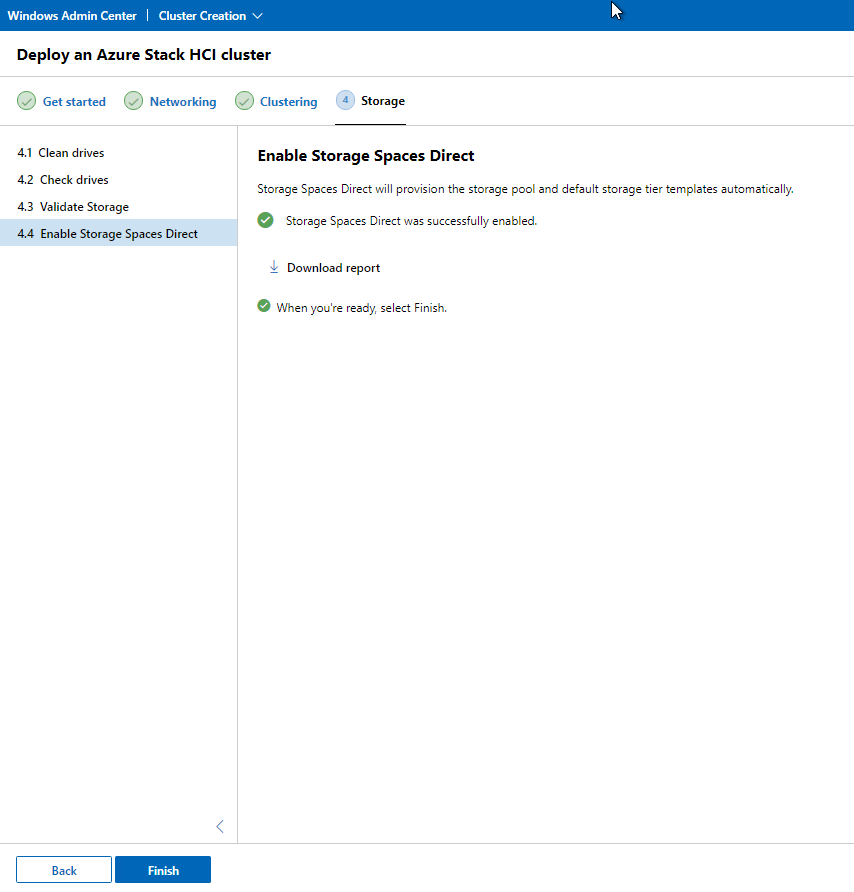 Windows Admin Center | Cluster Creation
Deploy an Azure Stack HCI cluster
Get started
Networking
Clustering
4 Storage
4.1 Clean drives
4.2 Check drives
4.3 Validate Storage
4.4 Enable Storage Spaces Direct
Enable Storage Spaces Direct
Storage Spaces Direct will provision the storage pool and default storage tier templates automatically.
Storage Spaces Direct was successfully enabled.
Download report
When you're ready, select Finish.
Back
Finish